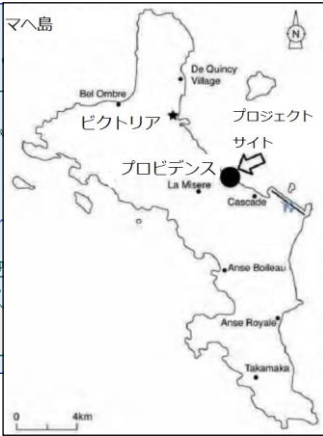 マヘ島
N
De Quincy
Village
Bel Ombre
ビクトリア
プロジェクト
サイト
プロビデンス
La Misere
Cascade
Anse Boileau
Anse Royale
Takamaka
0 4km